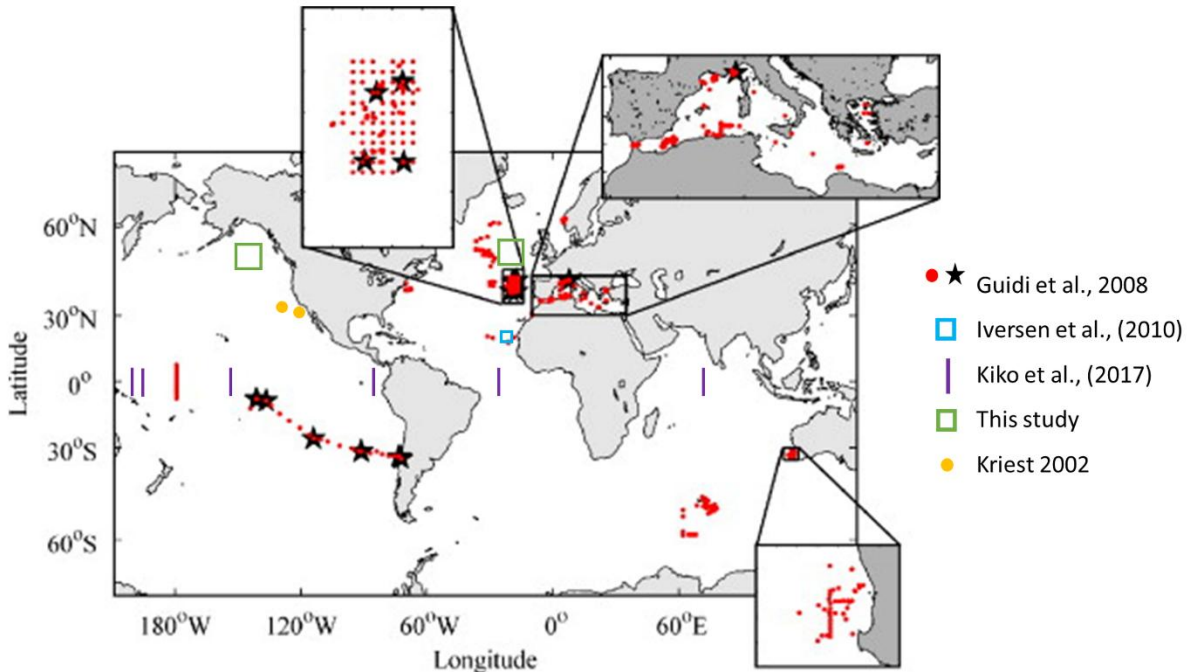 60°N
30°N
0°
30°S
60°S
Latitude
180°W
120°W
60°W
0°
60°E
Longitude
Guidi et al., 2008
Iversen et al., (2010)
Kiko et al., (2017)
This study
Kriest 2002